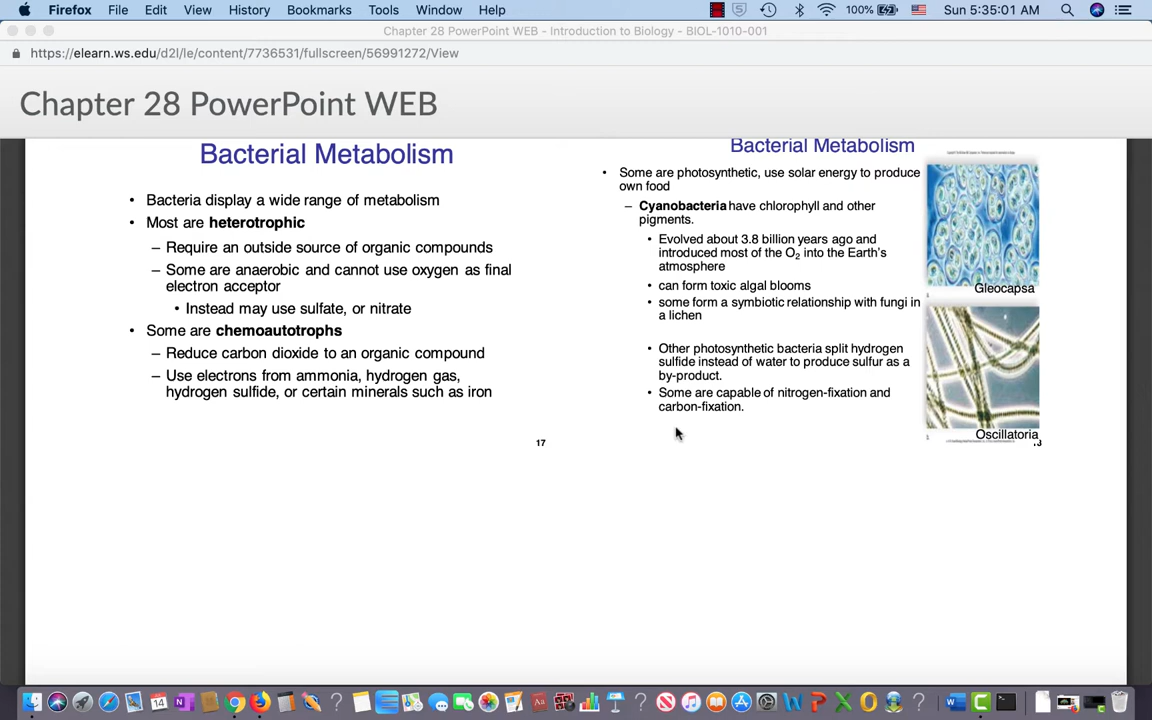 Firefox File Edit View History Bookmarks Tools Window Help 100% Sun 5:35:01 AM
Chapter 28 PowerPoint WEB - Introduction to Biology - BIOL-1010-001
https://elearn.ws.edu/d2l/le/content/7736531/fullscreen/56991272/View
Chapter 28 PowerPoint WEB
Bacterial Metabolism
• Bacteria display a wide range of metabolism
• Most are heterotrophic
– Require an outside source of organic compounds
– Some are anaerobic and cannot use oxygen as final
electron acceptor
• Instead may use sulfate, or nitrate
• Some are chemoautotrophs
– Reduce carbon dioxide to an organic compound
– Use electrons from ammonia, hydrogen gas,
hydrogen sulfide, or certain minerals such as iron
17
Bacterial Metabolism
• Some are photosynthetic, use solar energy to produce
own food
– Cyanobacteria have chlorophyll and other
pigments.
• Evolved about 3.8 billion years ago and
introduced most of the O2 into the Earth's
atmosphere
• can form toxic algal blooms
• some form a symbiotic relationship with fungi in
a lichen
• Other photosynthetic bacteria split hydrogen
sulfide instead of water to produce sulfur as a
by-product.
• Some are capable of nitrogen-fixation and
carbon-fixation.
Gleocapsa
Oscillatoria